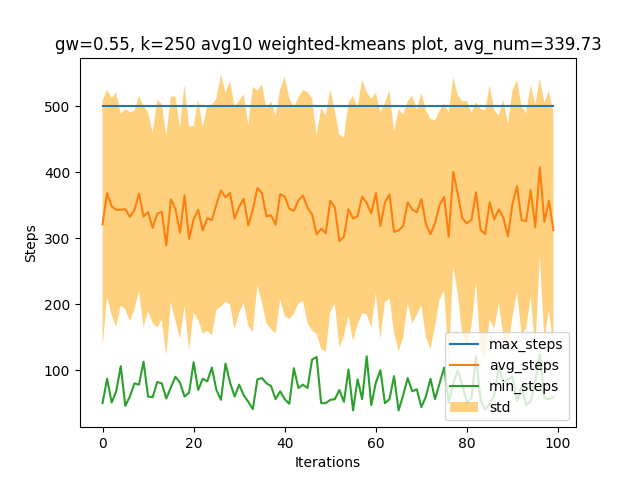 gw=0.55, k=250 avg10 weighted-kmeans plot, avg_num=339.73
Steps
500
400
300
200
100
max_steps
avg_steps
min_steps
std
0
20
40
60
80
100
Iterations